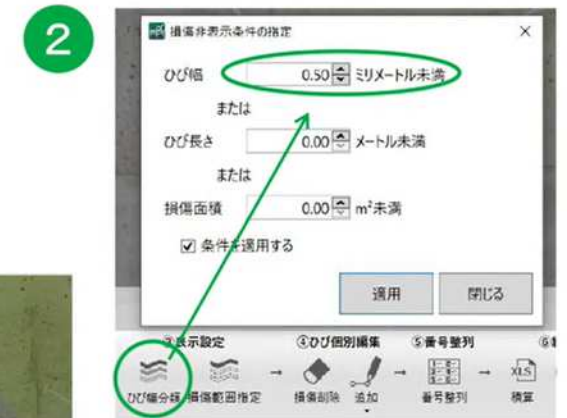 2
損傷非表示条件の指定
ひび幅 0.50 ミリメートル未満
または
ひび長さ 0.00 メートル未満
または
損傷面積 0.00 m²未満
条件を適用する
適用 閉じる
③表示設定 ④ひび個別編集 ⑤番号整列 ⑥
ひび幅分類 損傷範囲指定 損傷削除 追加 番号整列 XLS 積算